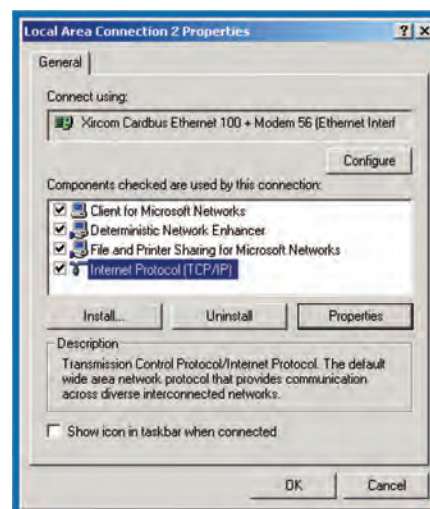 Local Area Connection 2 Properties
? X
General
Connect using:
Xircom Cardbus Ethernet 100 + Modem 56 (Ethernet Interf
Configure
Components checked are used by this connection:
Client for Microsoft Networks
Deterministic Network Enhancer
File and Printer Sharing for Microsoft Networks
Internet Protocol (TCP/IP)
Install... Uninstall Properties
Description
Transmission Control Protocol/Internet Protocol. The default
wide area network protocol that provides communication
across diverse interconnected networks.
Show icon in taskbar when connected
OK Cancel